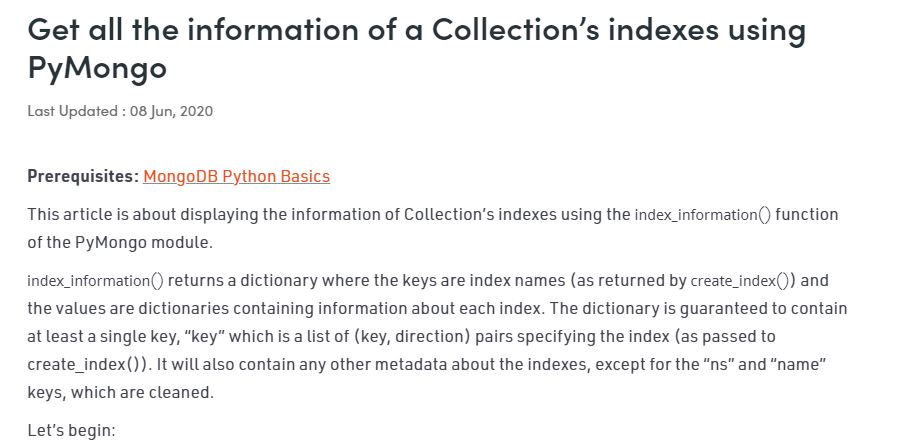 Get all the information of a Collection’s indexes using
PyMongo
Last Updated : 08 Jun, 2020
Prerequisites: MongoDB Python Basics
This article is about displaying the information of Collection’s indexes using the index_information() function
of the PyMongo module.
index_information() returns a dictionary where the keys are index names (as returned by create_index()) and
the values are dictionaries containing information about each index. The dictionary is guaranteed to contain
at least a single key, “key” which is a list of (key, direction) pairs specifying the index (as passed to
create_index()). It will also contain any other metadata about the indexes, except for the “ns” and “name”
keys, which are cleaned.
Let’s begin: